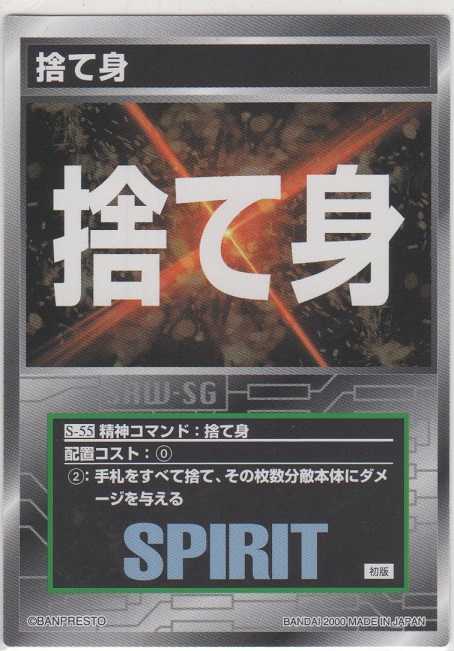 捨て身
捨て身
HW-SG
S-55 精神コマンド：捨て身
配置コスト：⓪
②：手札をすべて捨て、その枚数分敵本体にダメ
ージを与える
SPIRIT
初版
©BANPRESTO
BANDAI 2000 MADE IN JAPAN